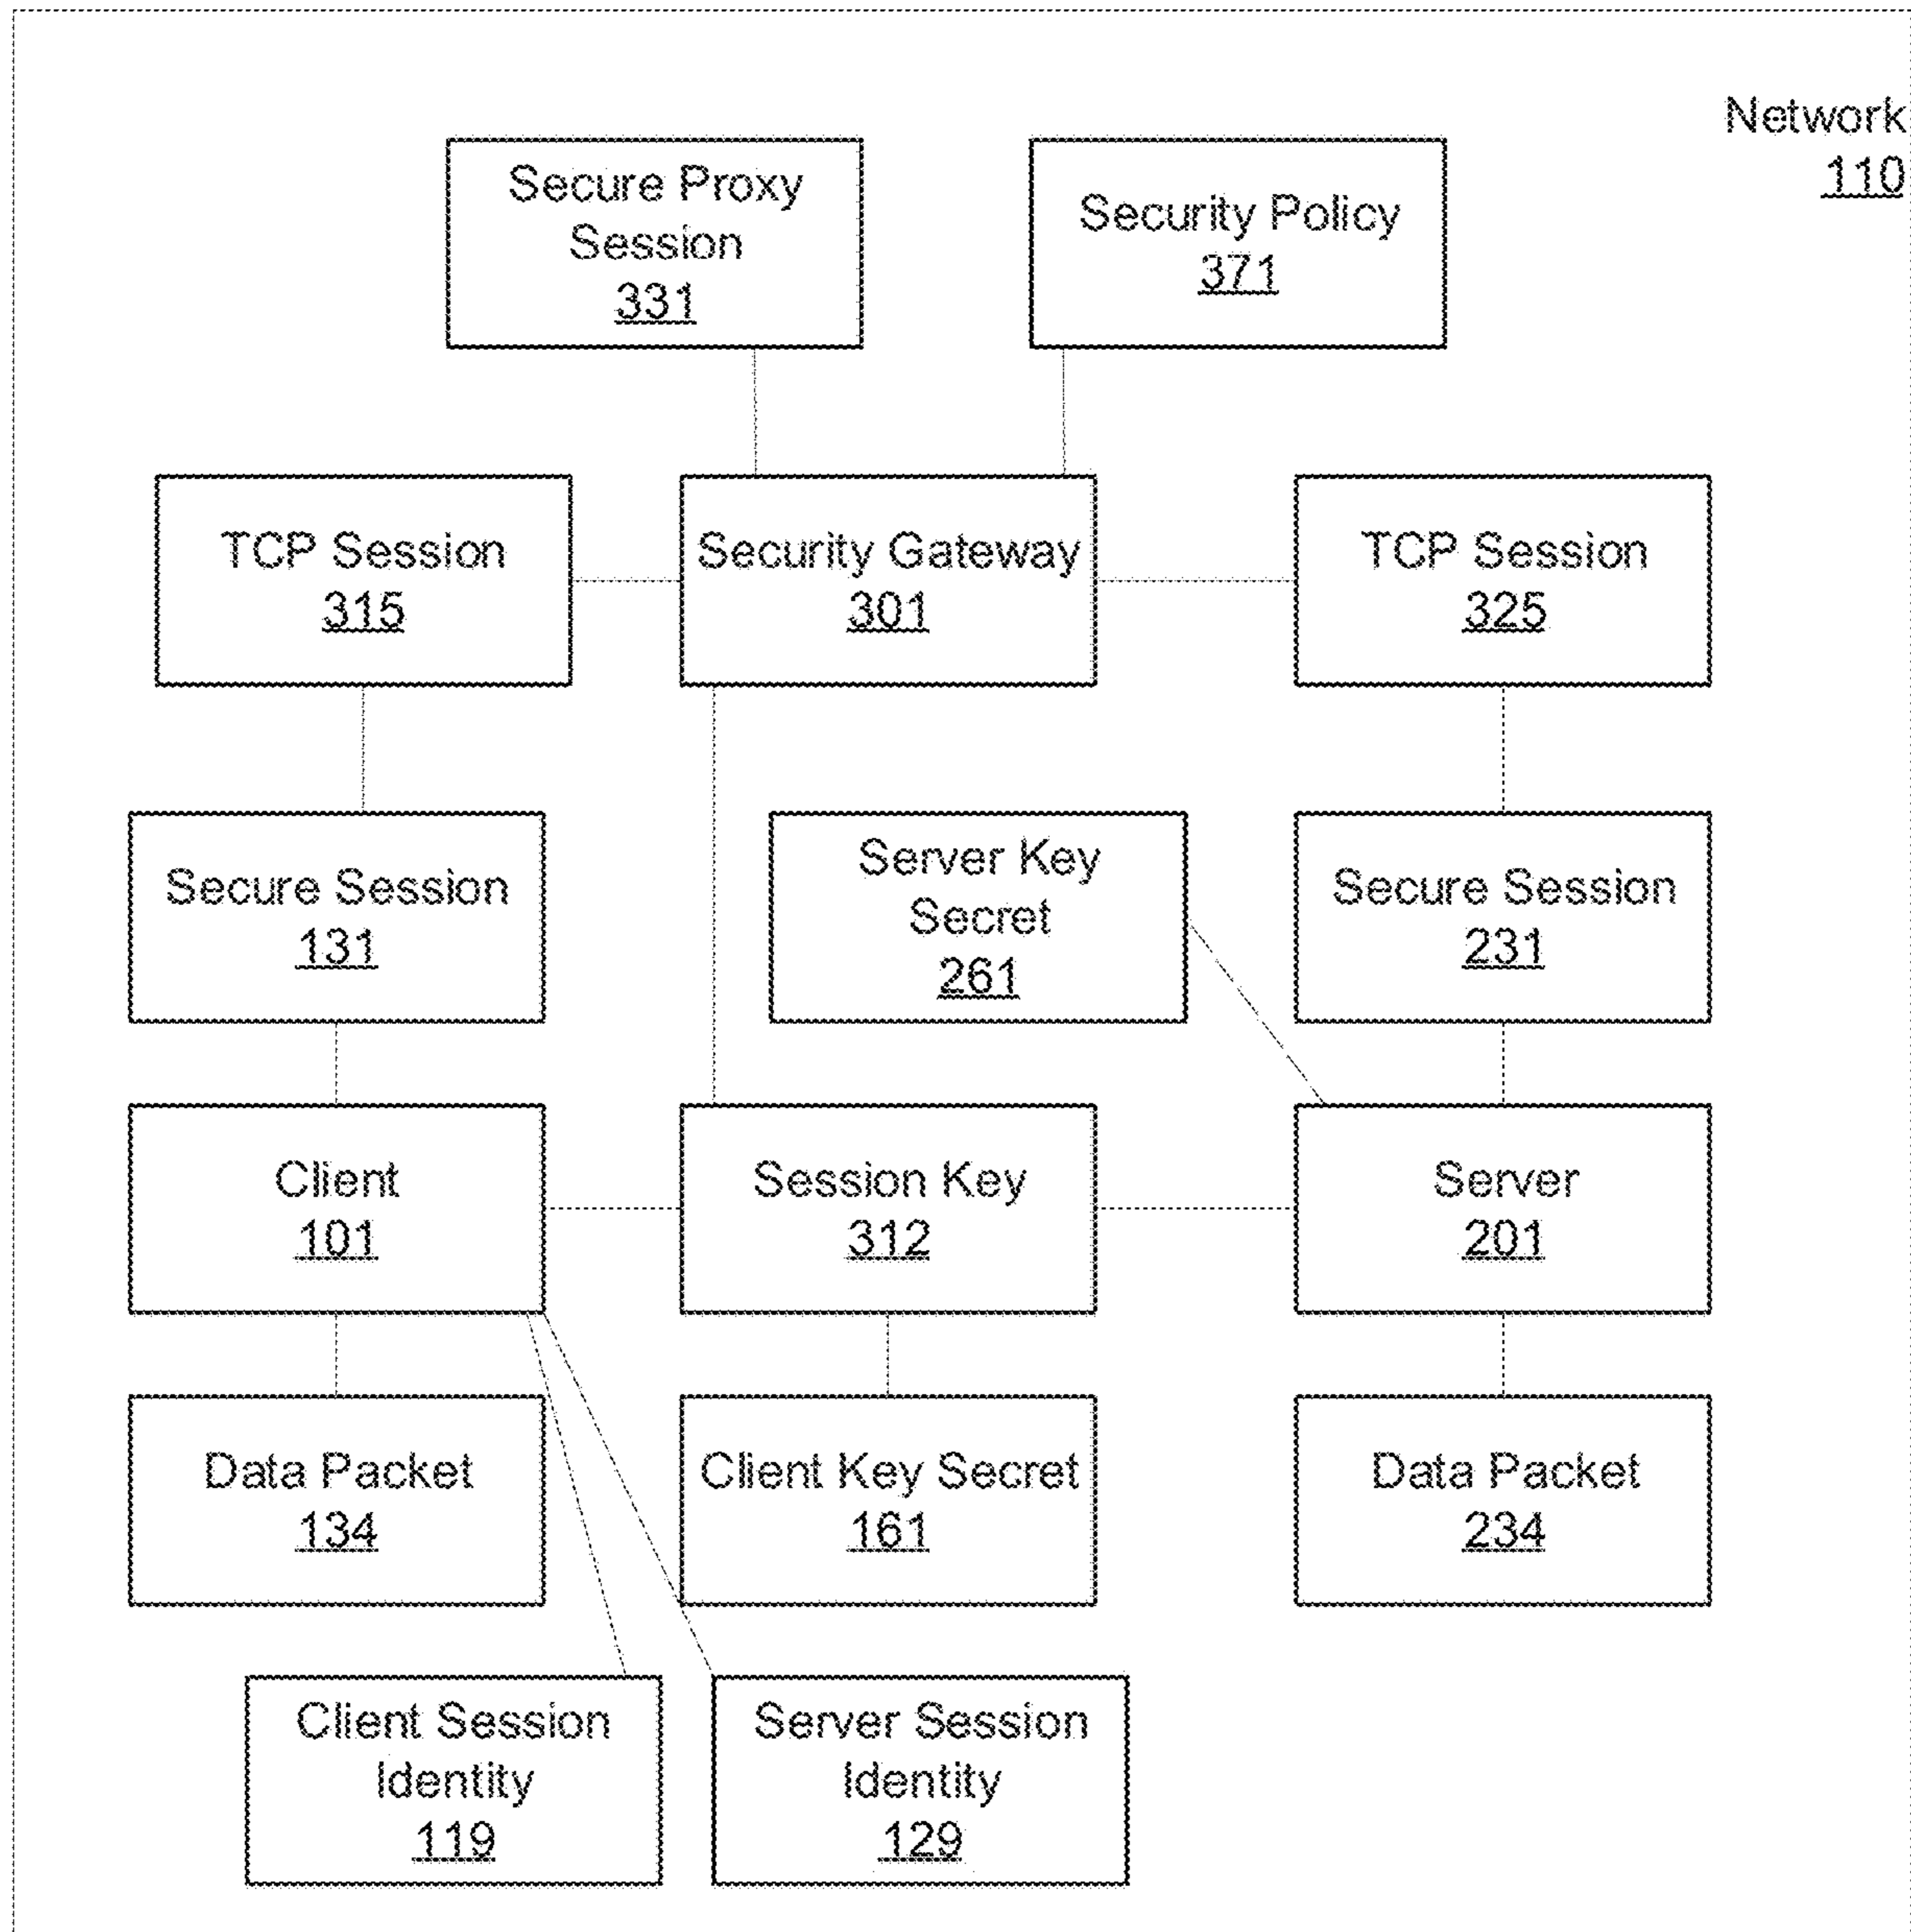 Network
110
Secure Proxy
Session
331
Security Policy
371
TCP Session
315
Security Gateway
301
TCP Session
325
Secure Session
131
Server Key
Secret
261
Secure Session
231
Client
101
Session Key
312
Server
201
Data Packet
134
Client Key Secret
161
Data Packet
234
Client Session
Identity
119
Server Session
Identity
129